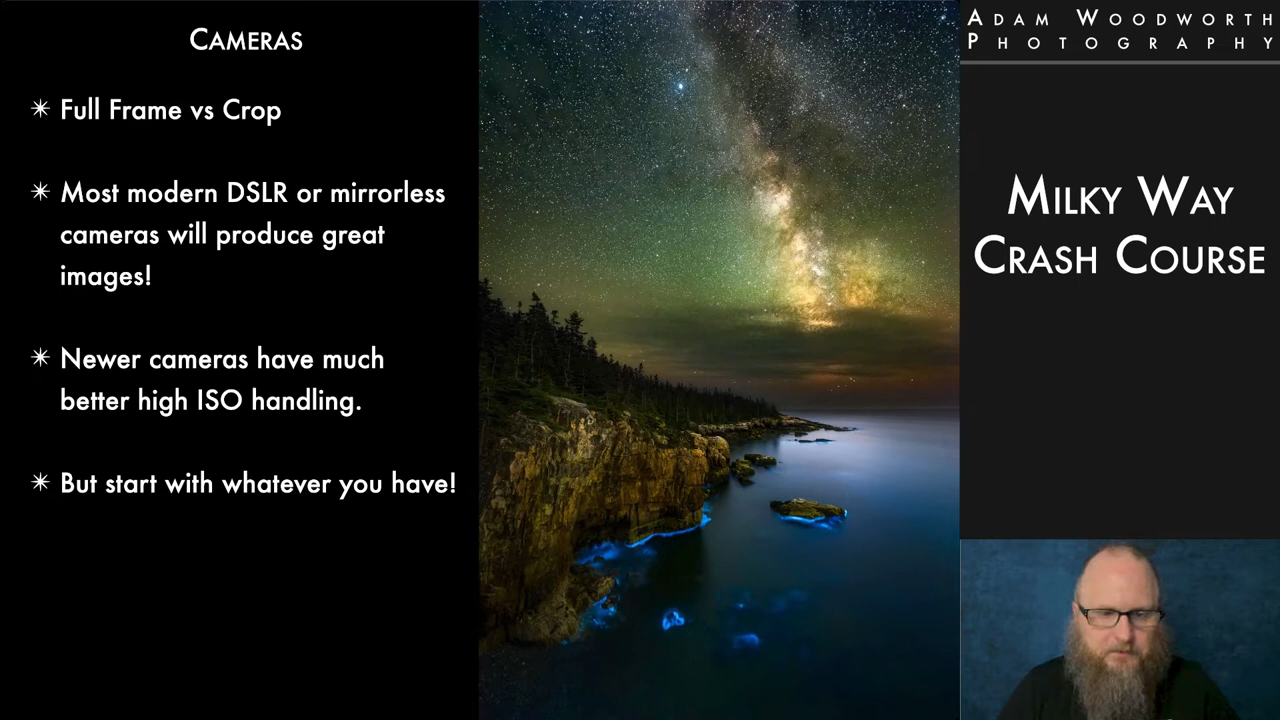 CAMERAS
✴ Full Frame vs Crop
✴ Most modern DSLR or mirrorless
cameras will produce great
images!
✴ Newer cameras have much
better high ISO handling.
✴ But start with whatever you have!
ADAM WOODWORTH
PHOTOGRAPHY
MILKY WAY
CRASH COURSE